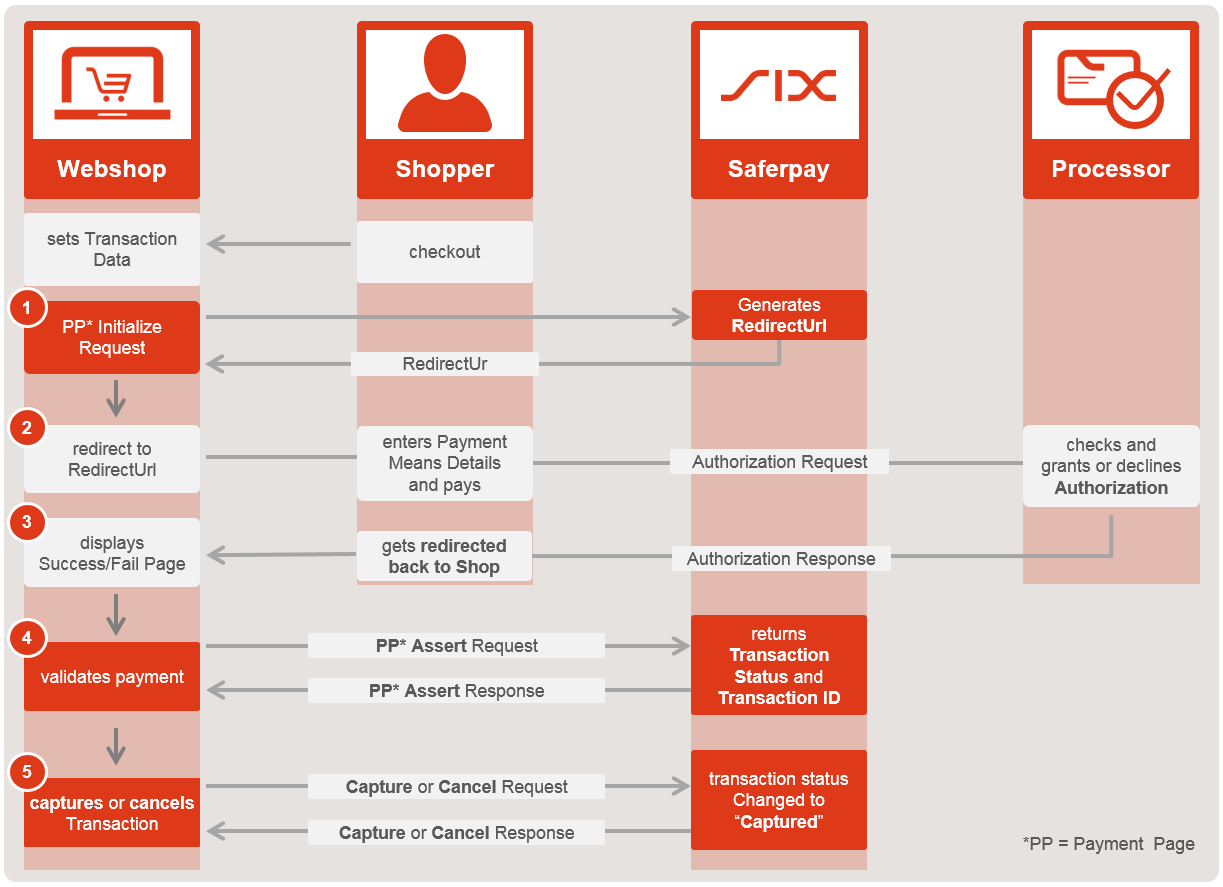 SIX
Webshop
Shopper
Saferpay
Processor
sets Transaction
Data
checkout
1
PP* Initialize
Request
Generates
RedirectUrl
RedirectUr
2
redirect to
RedirectUrl
enters Payment
Means Details
and pays
Authorization Request
checks and
grants or declines
Authorization
3
displays
Success/Fail Page
gets redirected
back to Shop
Authorization Response
4
validates payment
PP* Assert Request
PP* Assert Response
returns
Transaction
Status and
Transaction ID
5
captures or cancels
Transaction
Capture or Cancel Request
Capture or Cancel Response
transaction status
Changed to
“Captured”
*PP = Payment  Page